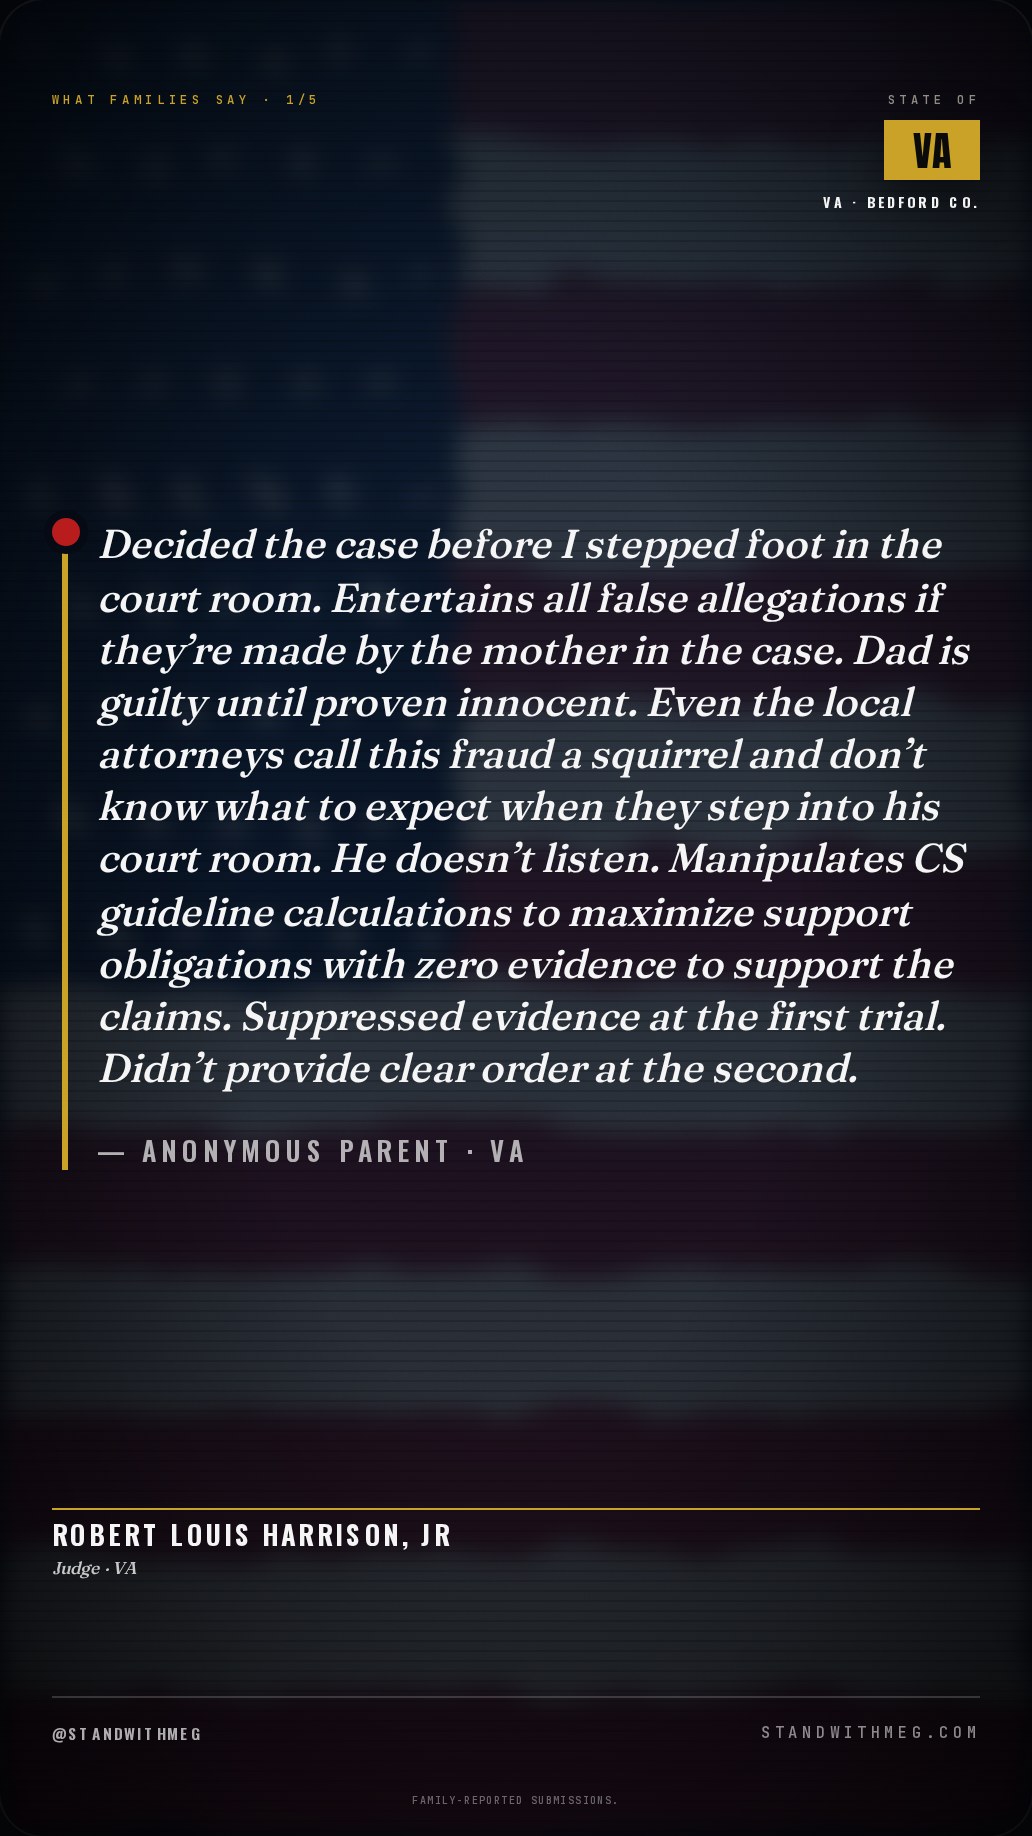 WHAT FAMILIES SAY · 1/5
STATE OF
VA
VA · BEDFORD CO.
Decided the case before I stepped foot in the
court room. Entertains all false allegations if
they’re made by the mother in the case. Dad is
guilty until proven innocent. Even the local
attorneys call this fraud a squirrel and don’t
know what to expect when they step into his
court room. He doesn’t listen. Manipulates CS
guideline calculations to maximize support
obligations with zero evidence to support the
claims. Suppressed evidence at the first trial.
Didn’t provide clear order at the second.
— ANONYMOUS PARENT · VA
ROBERT LOUIS HARRISON, JR
Judge · VA
@STANDWITHMEG
STANDWITHMEG.COM
FAMILY-REPORTED SUBMISSIONS.